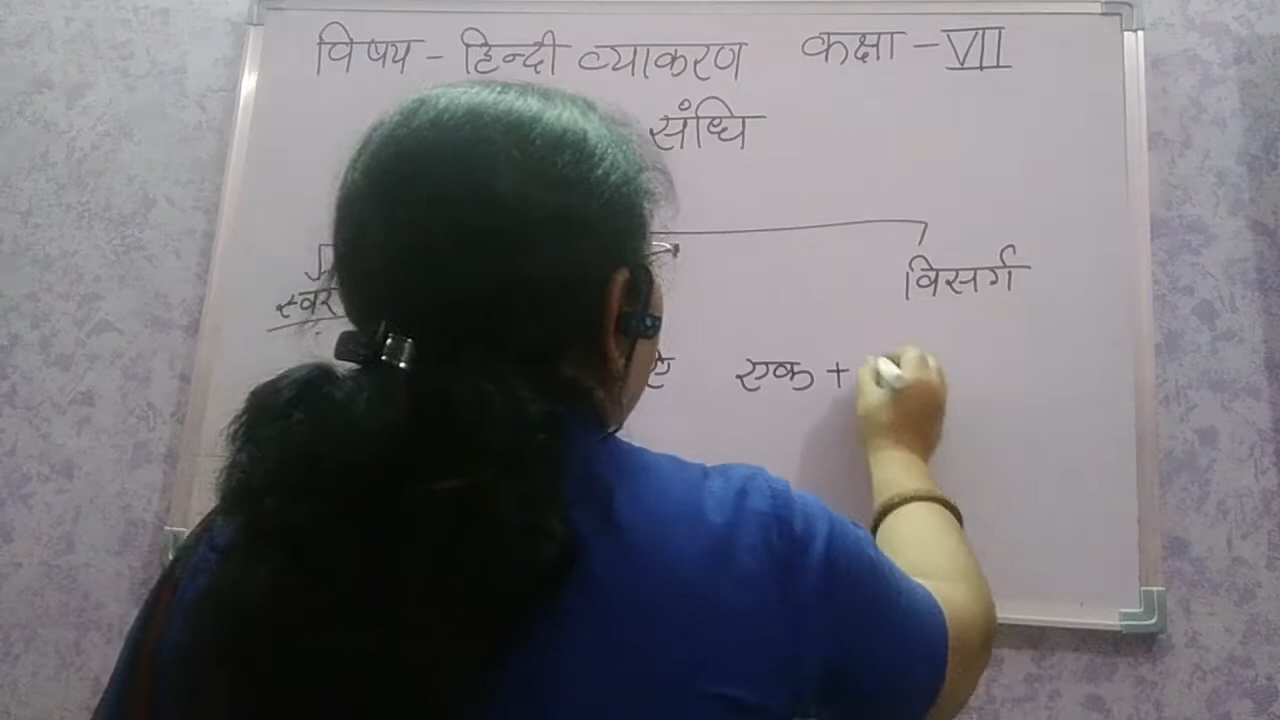 विषय - हिन्दी व्याकरण कक्षा - VII
संधि
स्वर विसर्ग
ऐ एक +